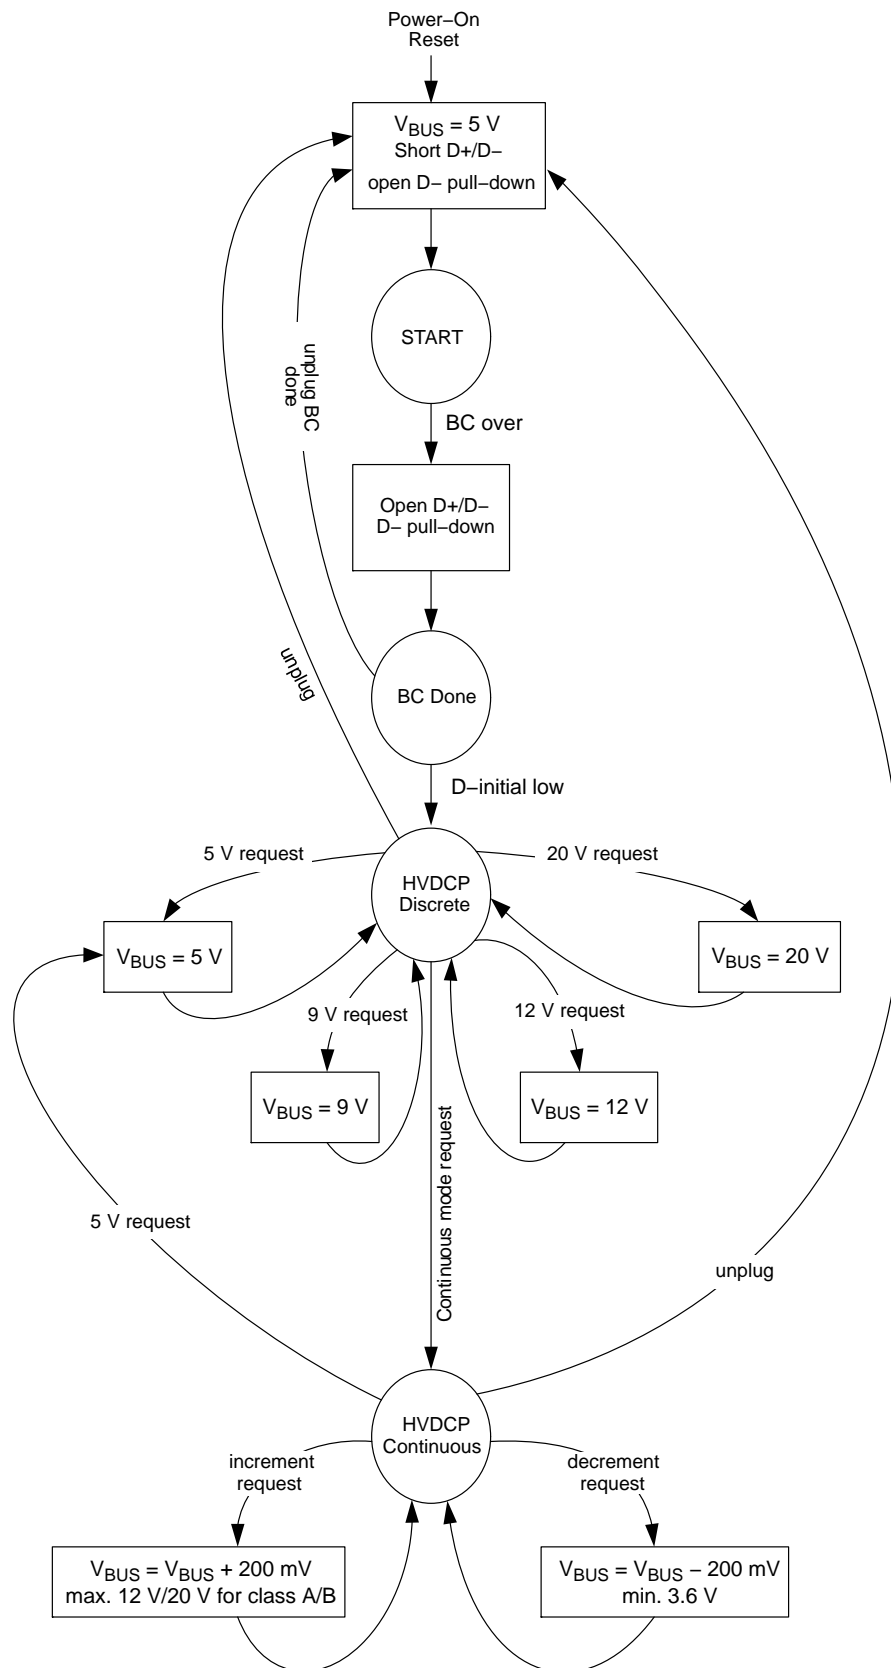 Power–On
Reset
VBUS = 5 V
Short D+/D–
open D– pull–down
START
unplug BC
done
BC over
Open D+/D–
D– pull–down
unplug
BC Done
D–initial low
5 V request
HVDCP
Discrete
20 V request
VBUS = 5 V
VBUS = 20 V
9 V request
12 V request
VBUS = 9 V
VBUS = 12 V
Continuous mode request
5 V request
unplug
HVDCP
Continuous
increment
request
decrement
request
VBUS = VBUS + 200 mV
max. 12 V/20 V for class A/B
VBUS = VBUS – 200 mV
min. 3.6 V